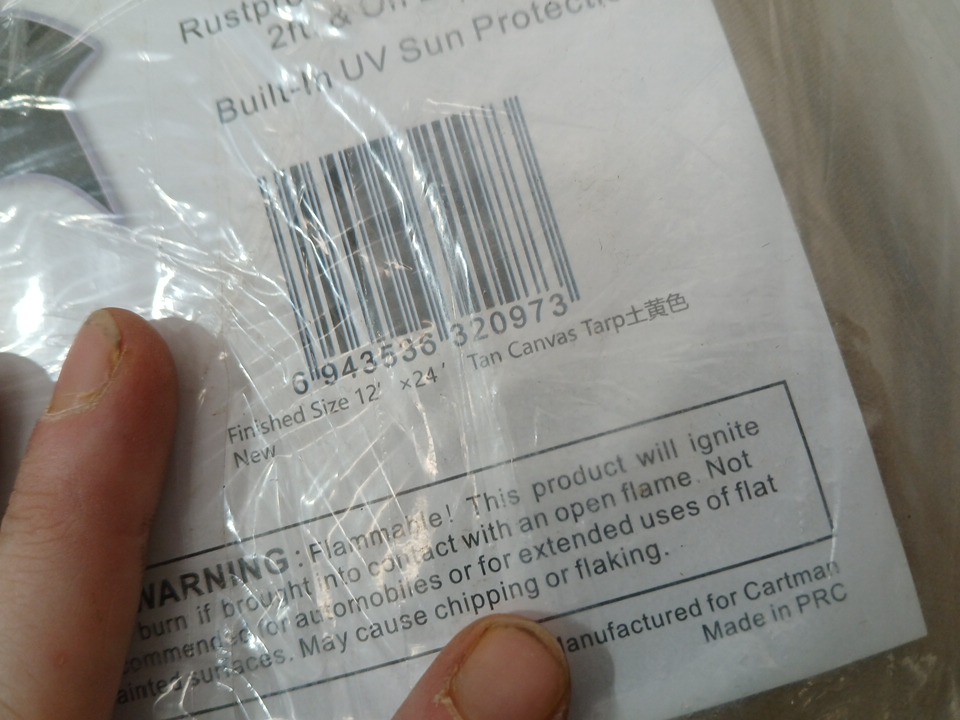 2ft
Built-In UV Sun
6 943536 320973
Finished Size 12' ×24' Tan Canvas Tarp土黄色
New
WARNING: Flammable! This product will ignite
burn if brought into contact with an open flame. Not
for automobiles or for extended uses of flat
surfaces. May cause chipping or flaking.
Manufactured for Cartman
Made in PRC